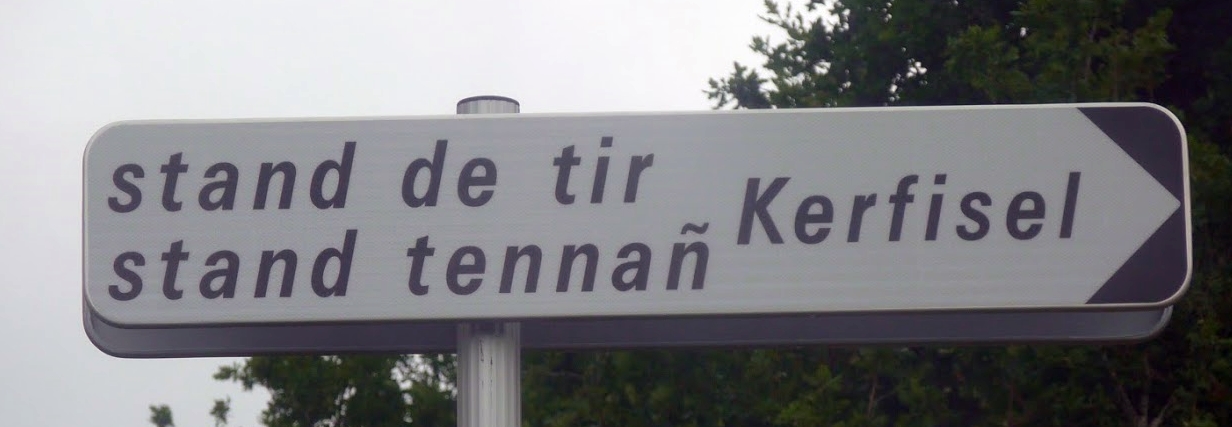 stand de tir
stand tennañ
Kerfisel